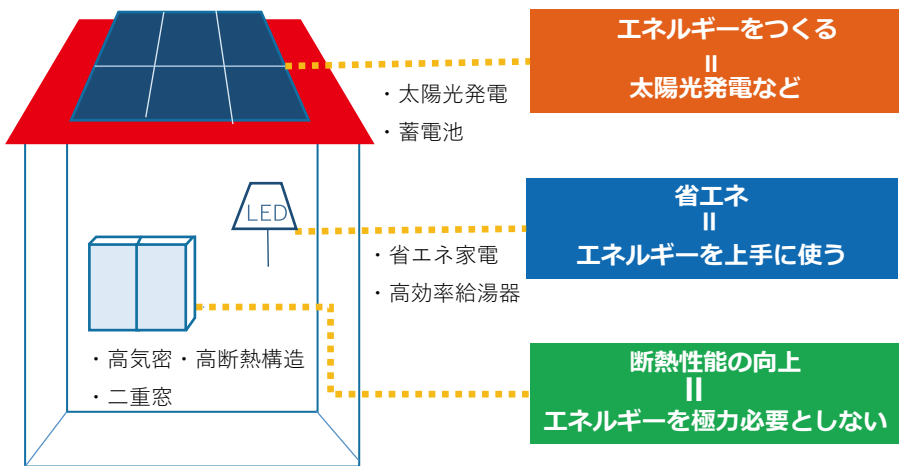 エネルギーをつくる
=
太陽光発電など
・太陽光発電
・蓄電池
省エネ
=
エネルギーを上手に使う
LED
・省エネ家電
・高効率給湯器
断熱性能の向上
=
エネルギーを極力必要としない
・高気密・高断熱構造
・二重窓